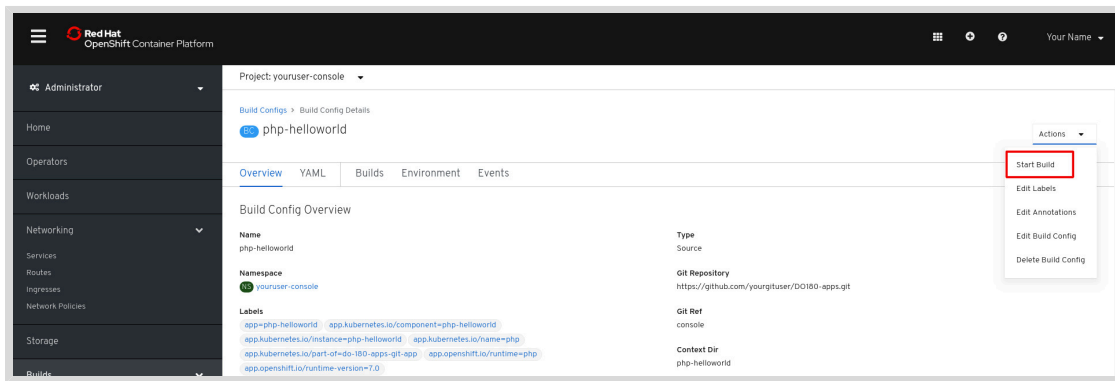 Red Hat
OpenShift Container Platform
Your Name
Administrator
Project: youruser-console
Home
Operators
Workloads
Networking
Services
Routes
Ingresses
Network Policies
Storage
Builds
Build Configs > Build Config Details
BC php-helloworld
Actions
Start Build
Edit Labels
Edit Annotations
Edit Build Config
Delete Build Config
Overview YAML Builds Environment Events
Build Config Overview
Name
php-helloworld
Namespace
NS youruser-console
Labels
app=php-helloworld app.kubernetes.io/component=php-helloworld
app.kubernetes.io/instance=php-helloworld app.kubernetes.io/name=php
app.kubernetes.io/part-of=do-180-apps-git-app app.openshift.io/runtime=php
app.openshift.io/runtime-version=7.0
Type
Source
Git Repository
https://github.com/yourgituser/DO180-apps.git
Git Ref
console
Context Dir
php-helloworld